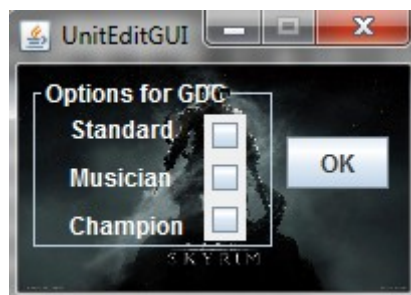 UnitEditGUI
Options for GDC
Standard
Musician
OK
Champion
SKYRIM